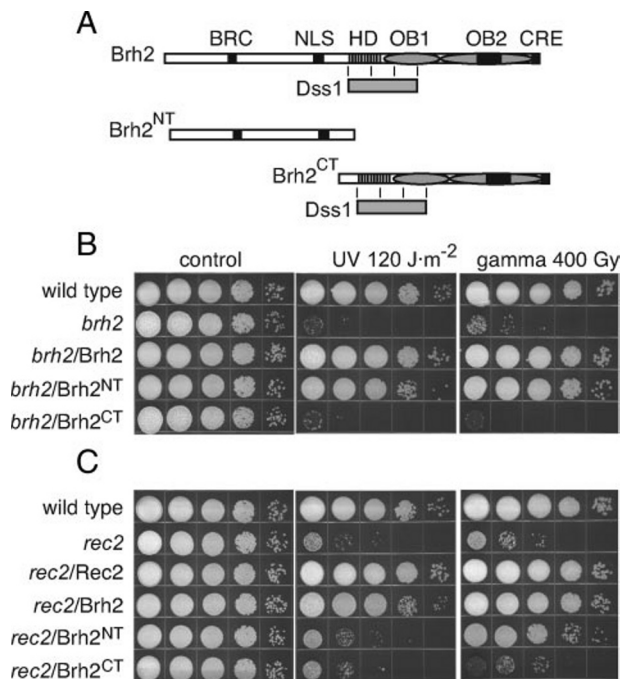 A
BRC NLS HD OB1 OB2 CRE
Brh2
Dss1
Brh2NT
Brh2CT
Dss1
B
control UV 120 J·m-2 gamma 400 Gy
wild type
brh2
brh2/Brh2
brh2/Brh2NT
brh2/Brh2CT
C
wild type
rec2
rec2/Rec2
rec2/Brh2
rec2/Brh2NT
rec2/Brh2CT